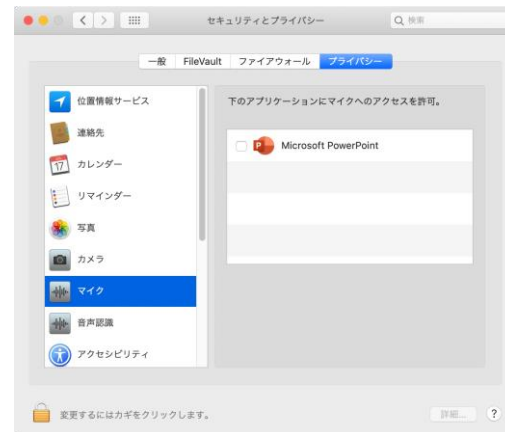 セキュリティとプライバシー
検索
一般
FileVault
ファイアウォール
プライバシー
位置情報サービス
連絡先
17
カレンダー
リマインダー
写真
カメラ
マイク
音声認識
アクセシビリティ
下のアプリケーションにマイクへのアクセスを許可。
P
Microsoft PowerPoint
変更するにはカギをクリックします。
詳細...
?